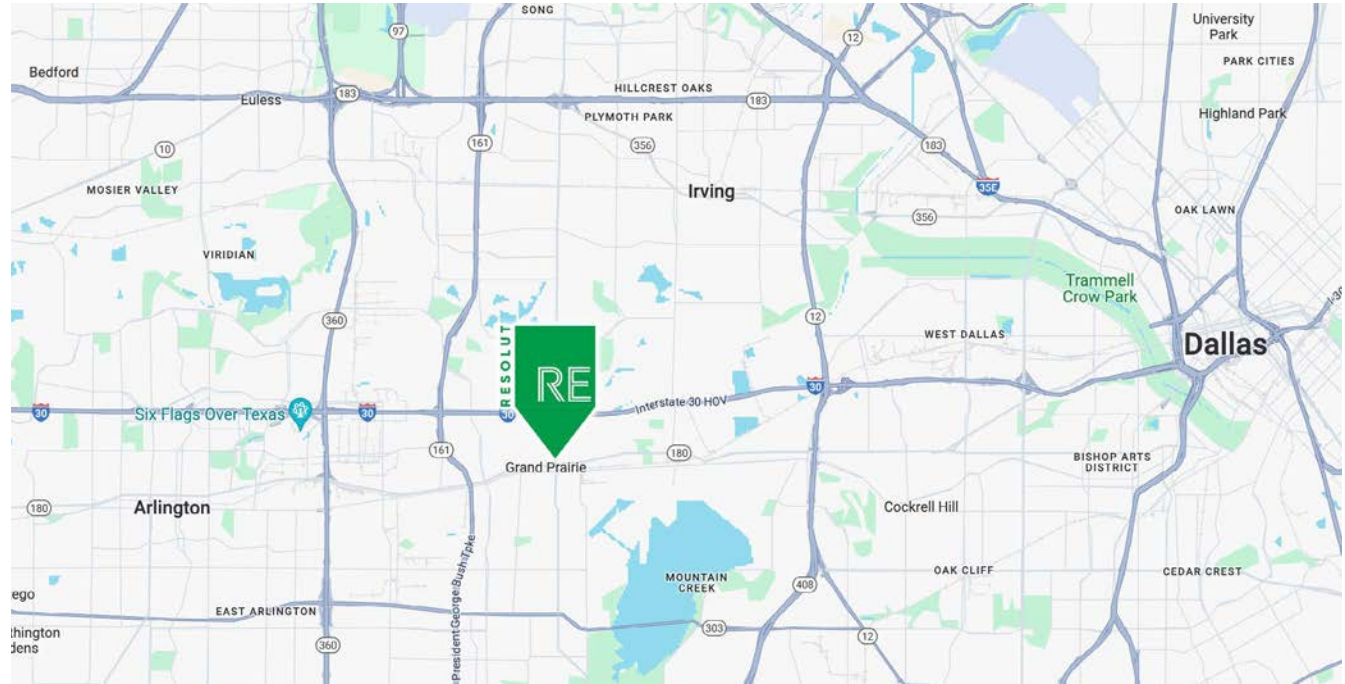 SONG
University
Park
97
12
PARK CITIES
Bedford
HILLCREST OAKS
Euless
183
183
PLYMOTH PARK
Highland Park
161
356
183
10
MOSIER VALLEY
Irving
35E
356
OAK LAWN
VIRIDIAN
Trammell
Crow Park
360
12
WEST DALLAS
Dallas
I-30
RESOLUT
RE
30
Six Flags Over Texas
30
30
Interstate 30 HOV
30
161
Grand Prairie
180
BISHOP ARTS
DISTRICT
180
Arlington
Cockrell Hill
President George Bush Tpke
MOUNTAIN
CREEK
408
OAK CLIFF
CEDAR CREST
ego
EAST ARLINGTON
303
12
thington
dens
360